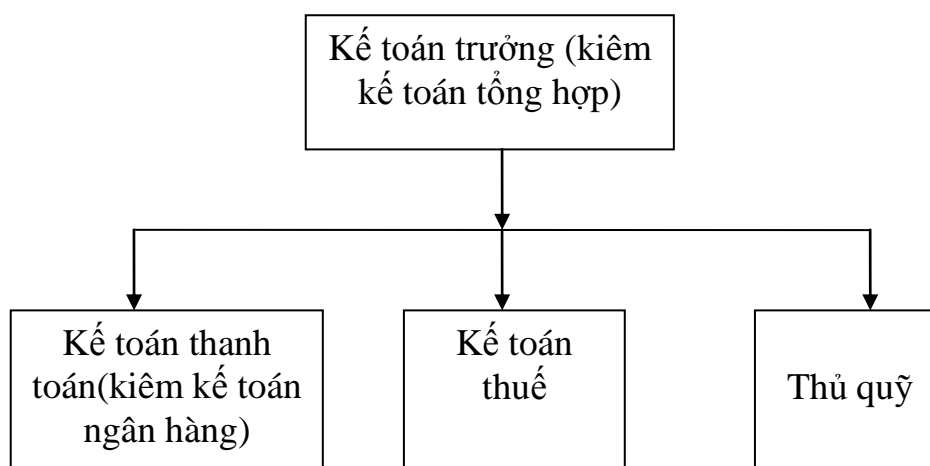 Kế toán trưởng (kiêm
kế toán tổng hợp)
Kế toán thanh
toán(kiêm kế toán
ngân hàng)
Kế toán
thuế
Thủ quỹ